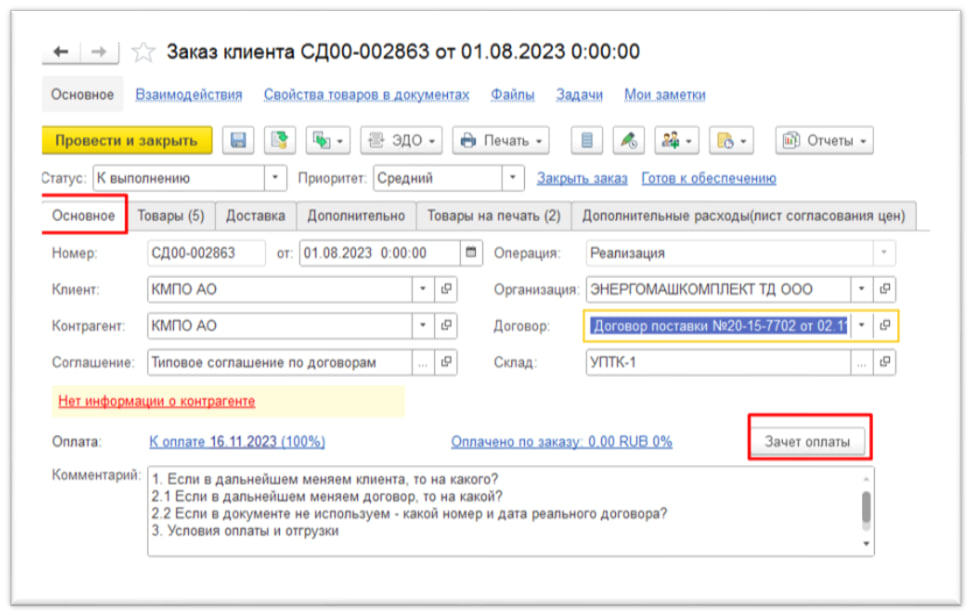 Заказ клиента СД00-002863 от 01.08.2023 0:00:00
Основное Взаимодействия Свойства товаров в документах Файлы Задачи Мои заметки
Провести и закрыть ЭДО Печать Отчеты
Статус: К выполнению Приоритет: Средний Закрыть заказ Готов к обеспечению
Основное Товары (5) Доставка Дополнительно Товары на печать (2) Дополнительные расходы(лист согласования цен)
Номер: СД00-002863 от: 01.08.2023 0:00:00 Операция: Реализация
Клиент: КМПО АО Организация: ЭНЕРГОМАШКОМПЛЕКТ ТД ООО
Контрагент: КМПО АО Договор: Договор поставки №20-15-7702 от 02.1
Соглашение: Типовое соглашение по договорам ... Склад: УПТК-1 ...
Нет информации о контрагенте
Оплата: К оплате 16.11.2023 (100%) Оплачено по заказу: 0.00 RUB 0% Зачет оплаты
Комментарий: 1. Если в дальнейшем меняем клиента, то на какого?
2.1 Если в дальнейшем меняем договор, то на какой?
2.2 Если в документе не используем - какой номер и дата реального договора?
3. Условия оплаты и отгрузки